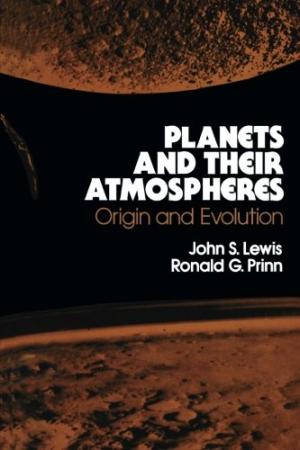 PLANETS
AND THEIR
ATMOSPHERES
Origin and Evolution
John S. Lewis
Ronald G. Prinn